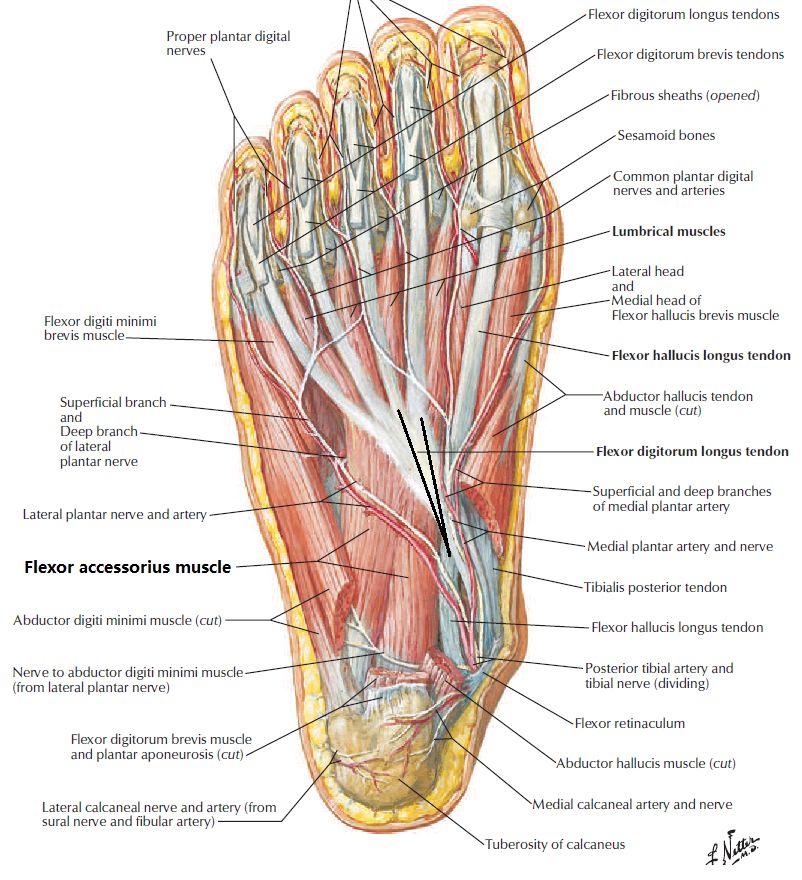 Proper plantar digital
nerves
Flexor digitorum longus tendons
Flexor digitorum brevis tendons
Fibrous sheaths (opened)
Sesamoid bones
Common plantar digital
nerves and arteries
Lumbrical muscles
Lateral head
and
Medial head of
Flexor hallucis brevis muscle
Flexor hallucis longus tendon
Abductor hallucis tendon
and muscle (cut)
Flexor digitorum longus tendon
Superficial and deep branches
of medial plantar artery
Medial plantar artery and nerve
Tibialis posterior tendon
Flexor hallucis longus tendon
Posterior tibial artery and
tibial nerve (dividing)
Flexor retinaculum
Abductor hallucis muscle (cut)
Medial calcaneal artery and nerve
Tuberosity of calcaneus
Flexor digiti minimi
brevis muscle
Superficial branch
and
Deep branch
of lateral
plantar nerve
Lateral plantar nerve and artery
Flexor accessorius muscle
Abductor digiti minimi muscle (cut)
Nerve to abductor digiti minimi muscle
(from lateral plantar nerve)
Flexor digitorum brevis muscle
and plantar aponeurosis (cut)
Lateral calcaneal nerve and artery (from
sural nerve and fibular artery)
F. Netter
M.D.